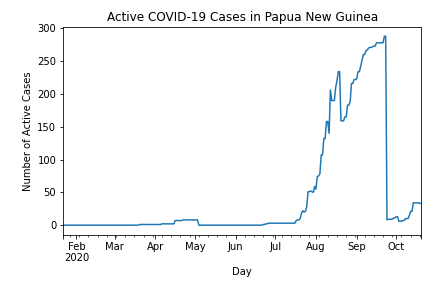 Active COVID-19 Cases in Papua New Guinea
Number of Active Cases
300
250
200
150
100
50
0
Feb Mar Apr May Jun Jul Aug Sep Oct
2020
Day